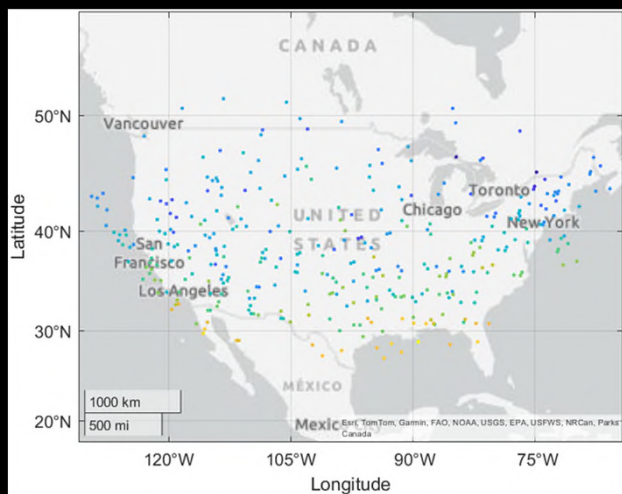 CANADA
50°N
Vancouver
Toronto
UNITED
Chicago
New York
40°N
STATES
San
Francisco
Los Angeles
30°N
MÉXICO
1000 km
500 mi
20°N
Mexico
Esri, TomTom, Garmin, FAO, NOAA, USGS, EPA, USFWS, NRCan, Parks
Canada
120°W
105°W
90°W
75°W
Longitude
Latitude